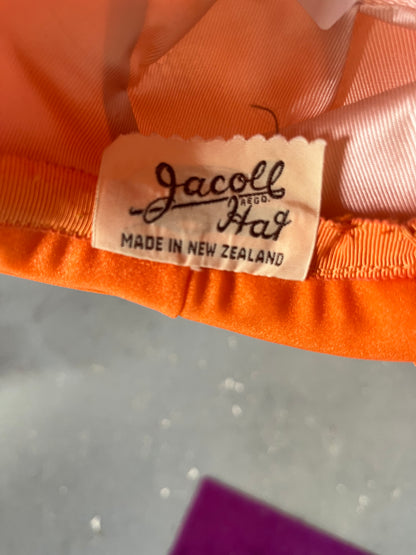 Jacoll
REGD.
Hat
MADE IN NEW ZEALAND